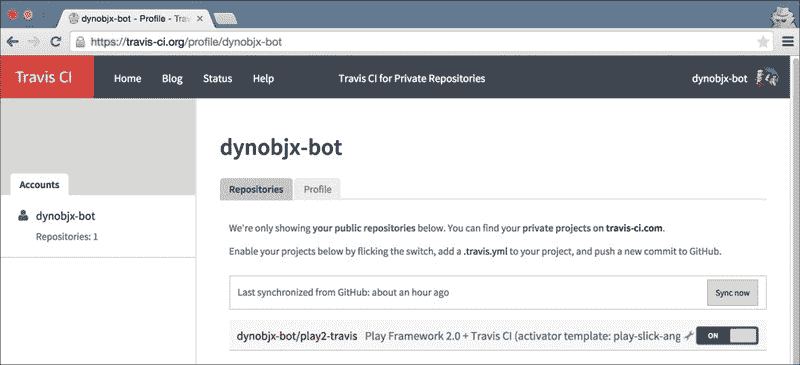 dynobjx-bot - Profile - Trav
https://travis-ci.org/profile/dynobjx-bot
Travis CI Home Blog Status Help Travis CI for Private Repositories dynobjx-bot
dynobjx-bot
Accounts
Repositories Profile
dynobjx-bot
Repositories: 1
We're only showing your public repositories below. You can find your private projects on travis-ci.com.
Enable your projects below by flicking the switch, add a .travis.yml to your project, and push a new commit to GitHub.
Last synchronized from GitHub: about an hour ago Sync now
dynobjx-bot/play2-travis Play Framework 2.0 + Travis CI (activator template: play-slick-ang ON